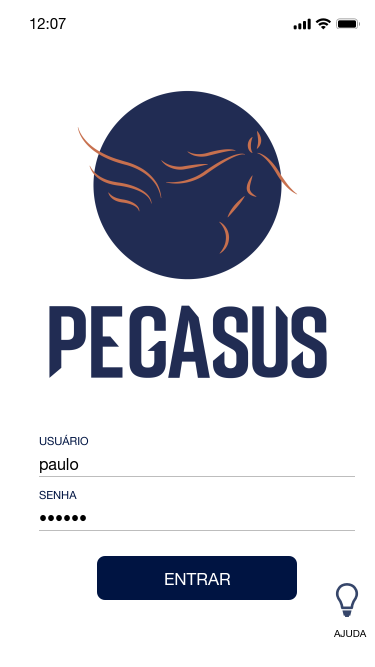 12:07
PEGASUS
USUÁRIO
paulo
SENHA
••••••
ENTRAR
AJUDA